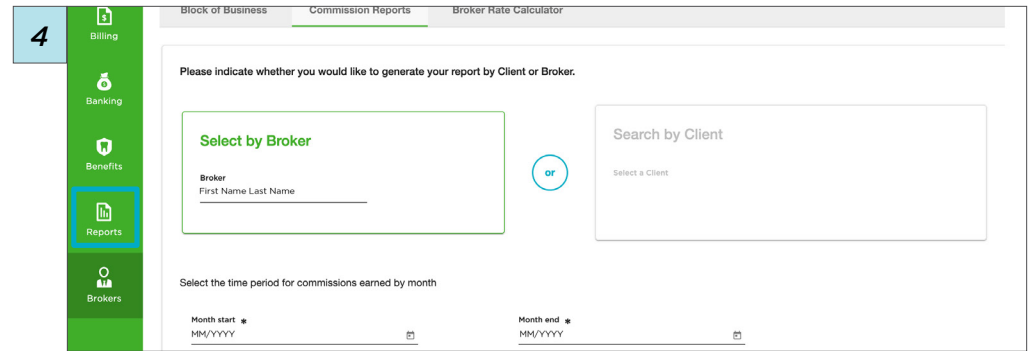 4
Billing
Banking
Benefits
Reports
Brokers
Block of Business Commission Reports Broker Rate Calculator
Please indicate whether you would like to generate your report by Client or Broker.
Select by Broker
Broker
First Name Last Name
or
Search by Client
Select a Client
Select the time period for commissions earned by month
Month start *
MM/YYYY
Month end *
MM/YYYY